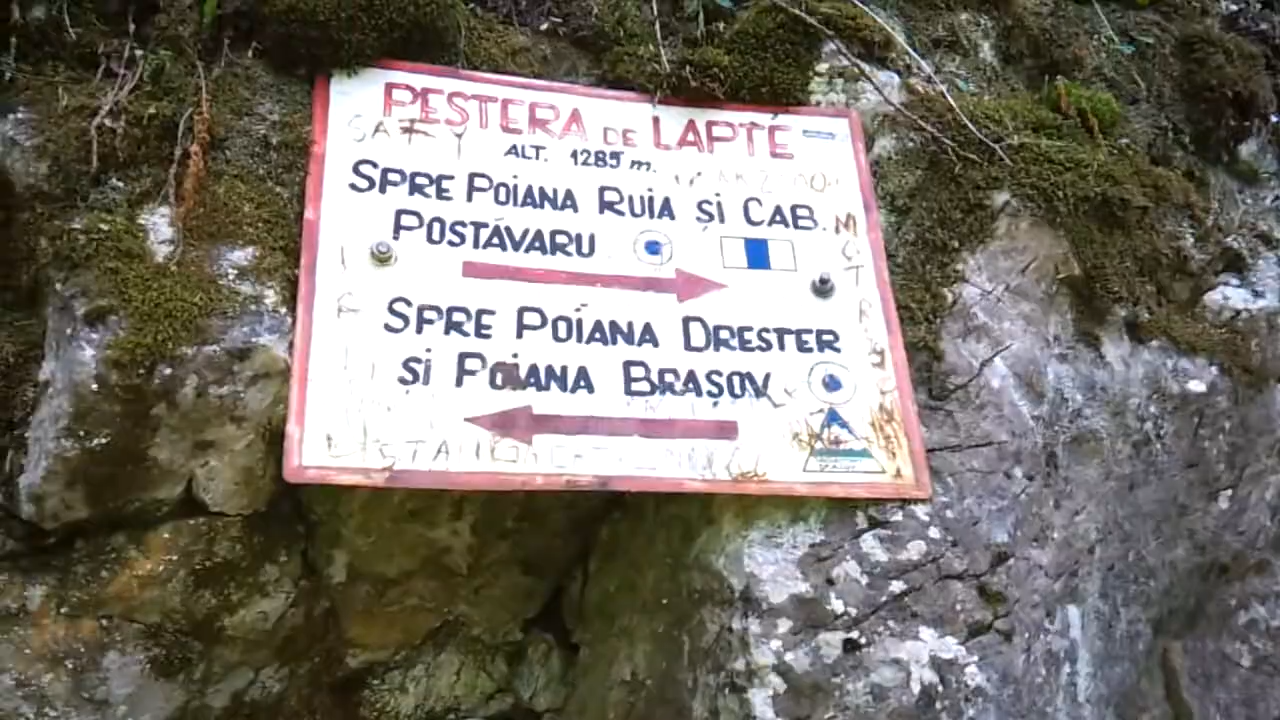 PESTERA DE LAPTE
ALT. 1285 m.
SPRE POIANA RUIA ȘI CAB.
POSTĂVARU
SPRE POIANA DRESTER
ȘI POIANA BRAȘOV